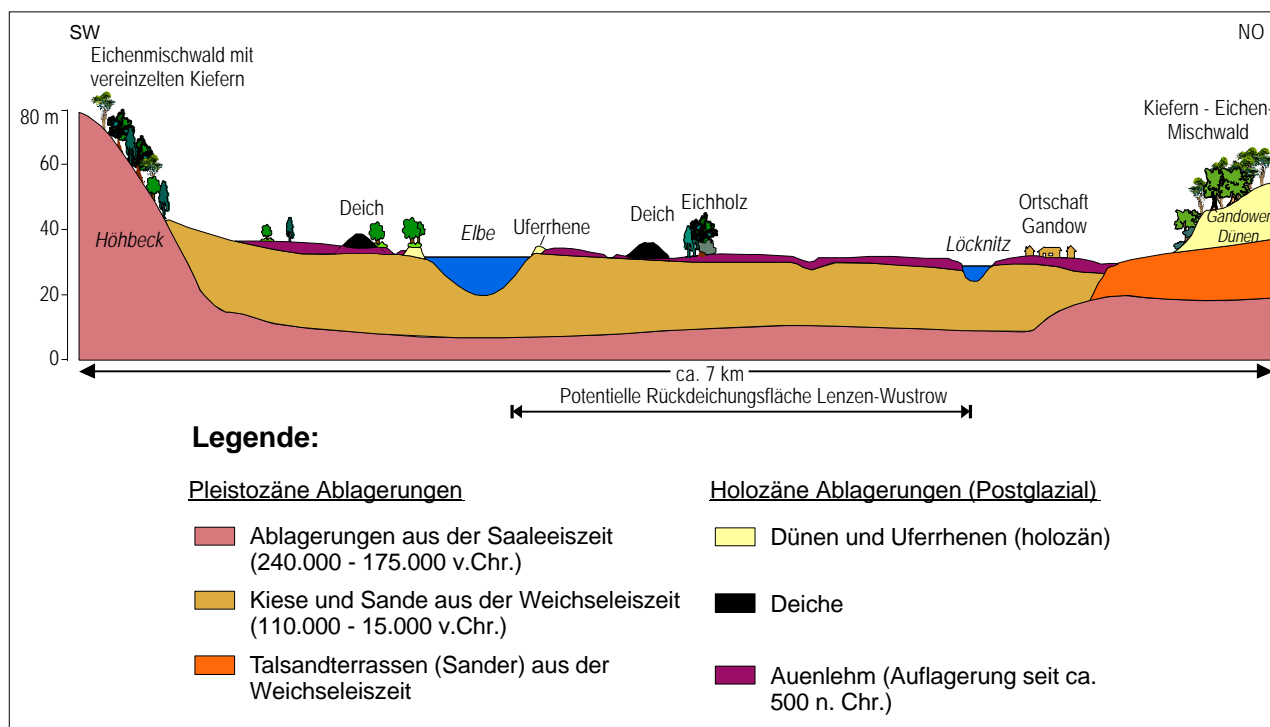 SW
NO
Eichenmischwald mit
vereinzelten Kiefern
80 m
60
40
20
0
Höhbeck
Deich
Elbe
Uferrhene
Deich
Eichholz
Löcknitz
Ortschaft
Gandow
Kiefern - Eichen-
Mischwald
Gandower
Dünen
ca. 7 km
Potentielle Rückdeichungsfläche Lenzen-Wustrow
Legende:
Pleistozäne Ablagerungen
Ablagerungen aus der Saaleeiszeit
(240.000 - 175.000 v.Chr.)
Kiese und Sande aus der Weichseleiszeit
(110.000 - 15.000 v.Chr.)
Talsandterrassen (Sander) aus der
Weichseleiszeit
Holozäne Ablagerungen (Postglazial)
Dünen und Uferrhenen (holozän)
Deiche
Auenlehm (Auflagerung seit ca.
500 n. Chr.)